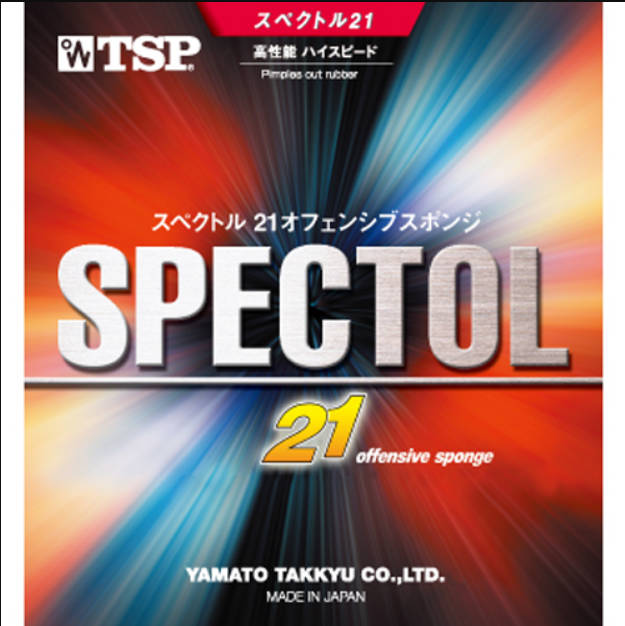 スペクトル21
TSP®
高性能 ハイスピード
Pimples out rubber
スペクトル 21オフェンシブスポンジ
SPECTOL
21
offensive sponge
YAMATO TAKKYU CO.,LTD.
MADE IN JAPAN